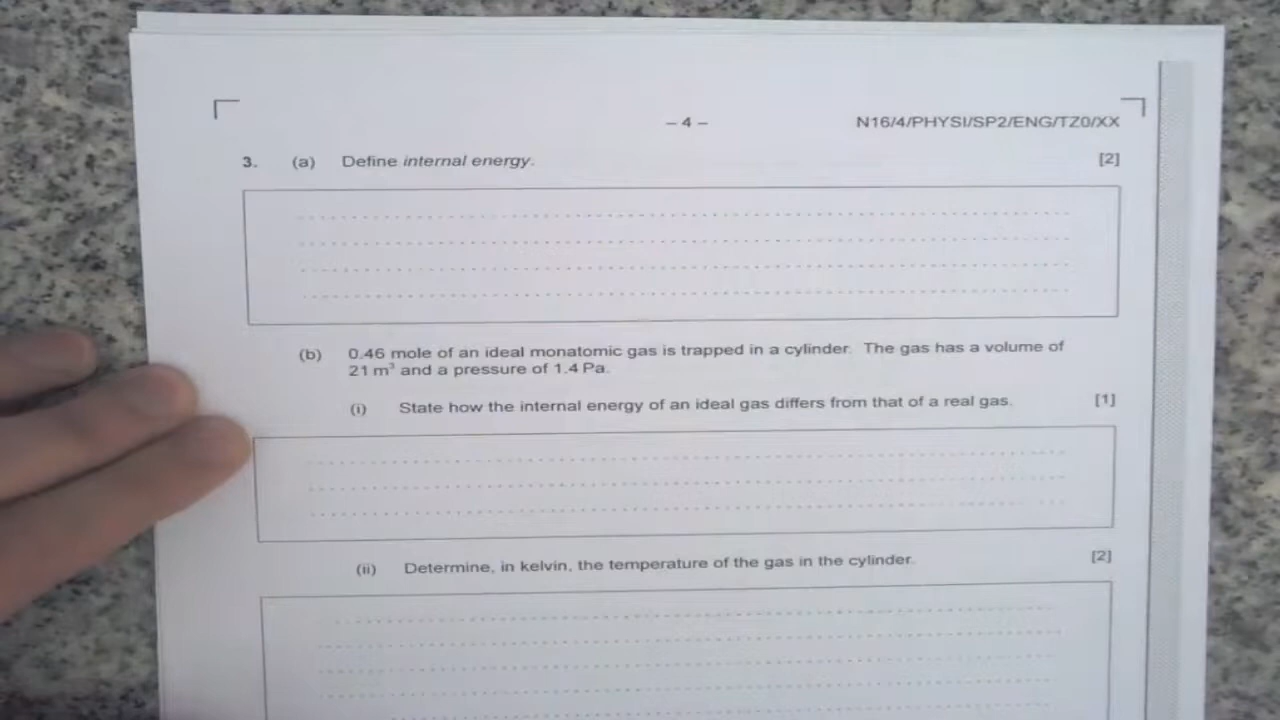 – 4 –
N16/4/PHYSI/SP2/ENG/TZ0/XX
3. (a) Define internal energy. [2]
(b) 0.46 mole of an ideal monatomic gas is trapped in a cylinder. The gas has a volume of
21 m³ and a pressure of 1.4 Pa.
(i) State how the internal energy of an ideal gas differs from that of a real gas. [1]
(ii) Determine, in kelvin, the temperature of the gas in the cylinder. [2]